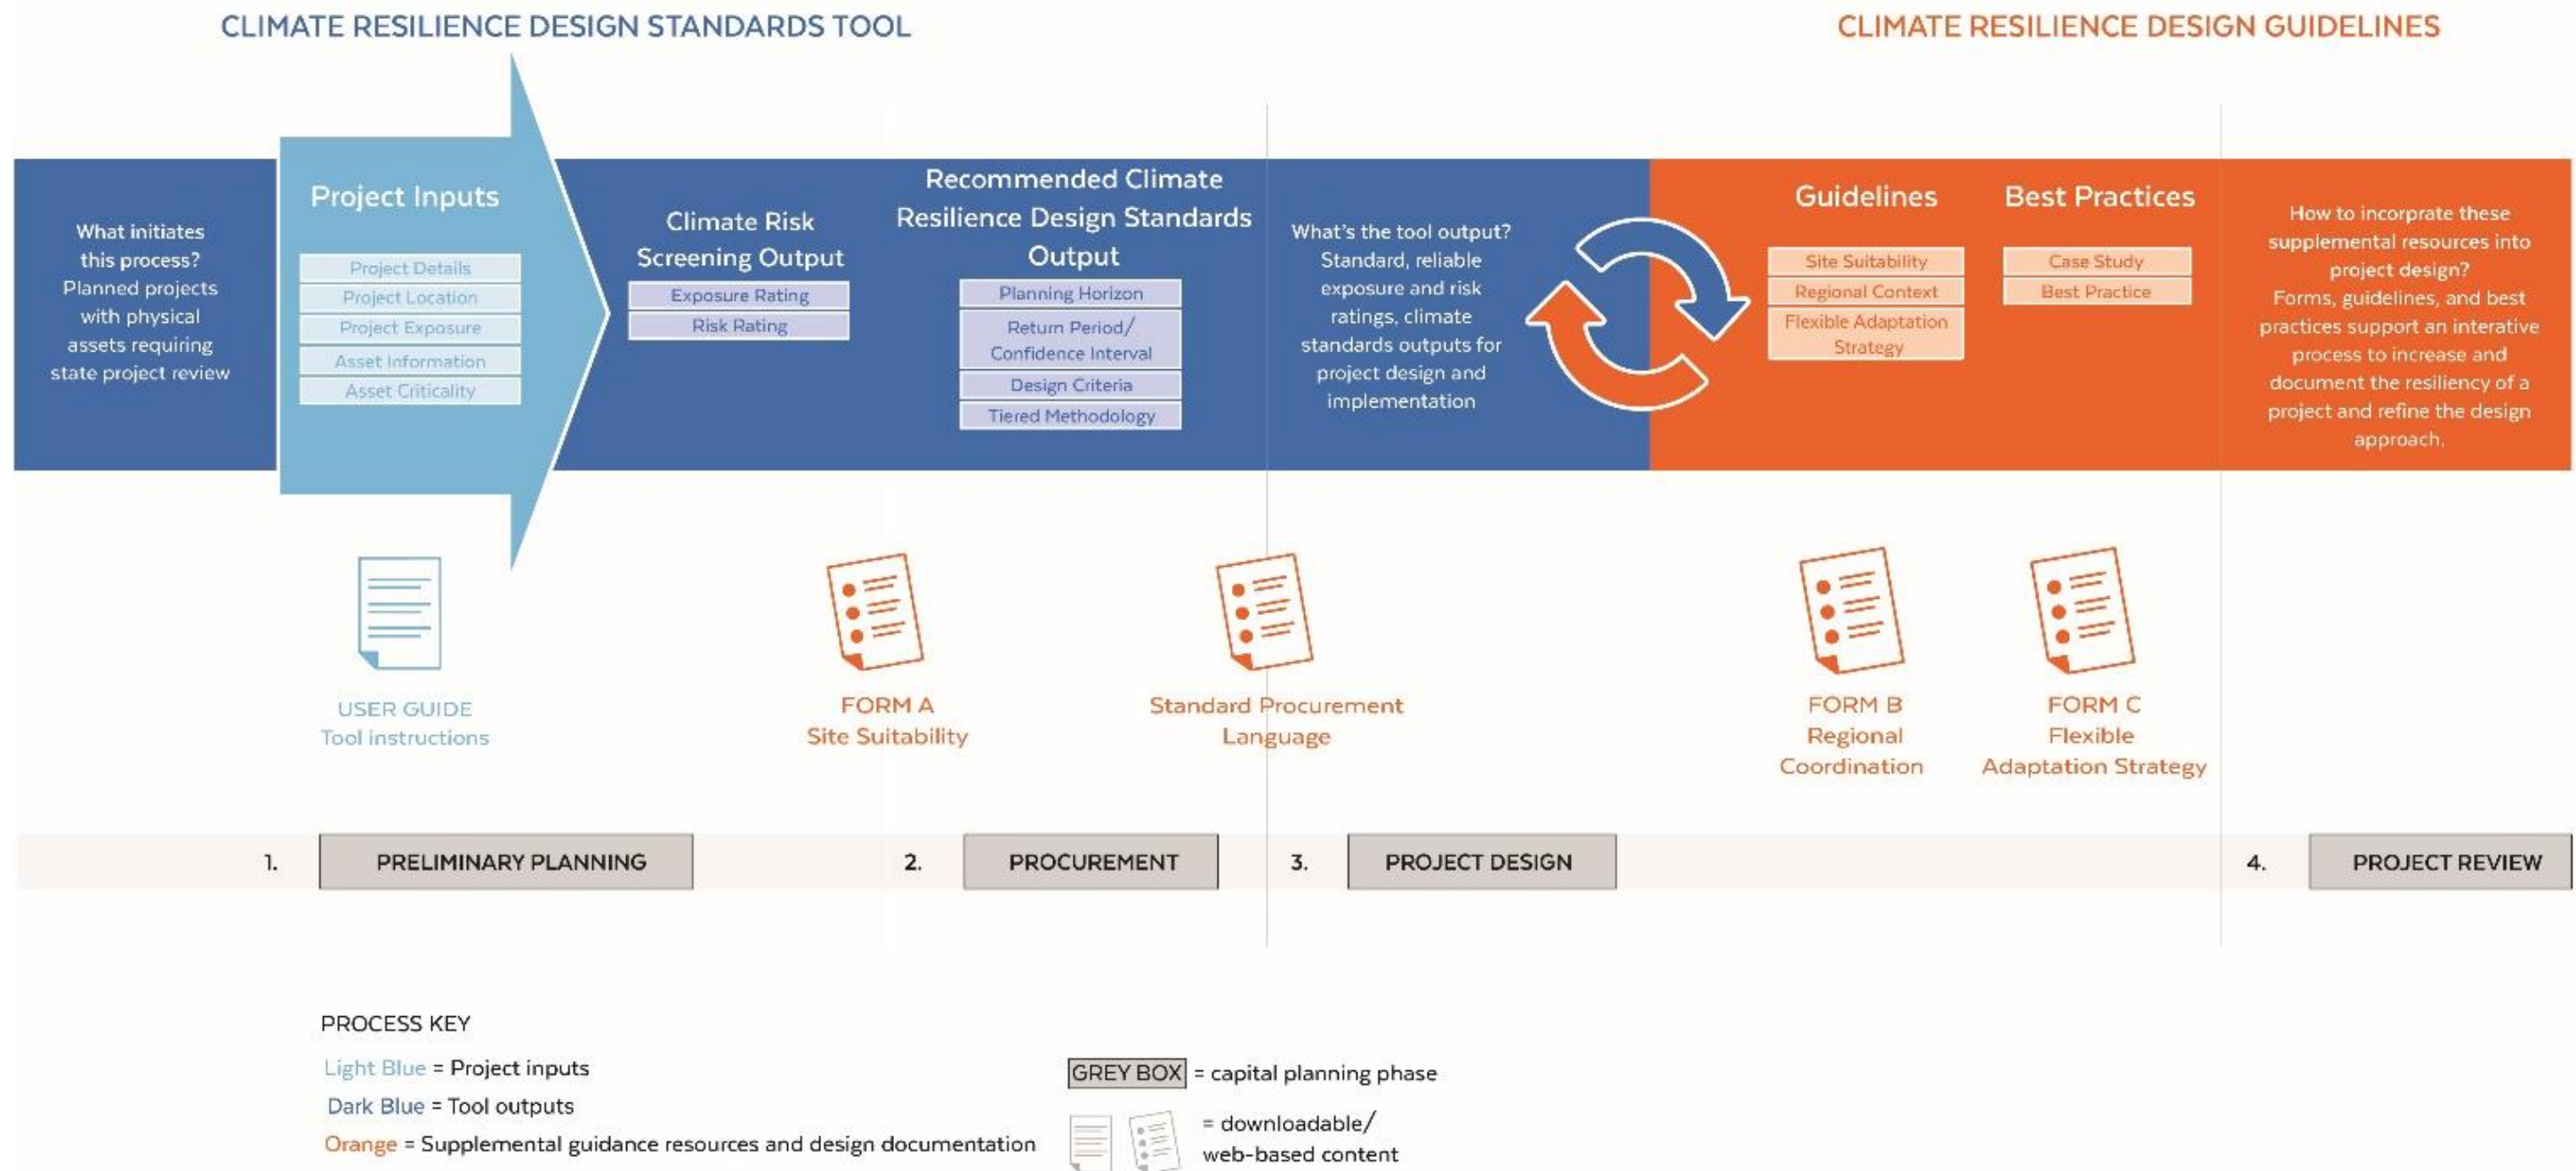 CLIMATE RESILIENCE DESIGN STANDARDS TOOL
CLIMATE RESILIENCE DESIGN GUIDELINES
What initiates
this process?
Planned projects
with physical
assets requiring
state project review
Project Inputs
Project Details
Project Location
Project Exposure
Asset Information
Asset Criticality
Climate Risk
Screening Output
Exposure Rating
Risk Rating
Recommended Climate
Resilience Design Standards
Output
Planning Horizon
Return Period/
Confidence Interval
Design Criteria
Tiered Methodology
What's the tool output?
Standard, reliable
exposure and risk
ratings, climate
standards outputs for
project design and
implementation
Guidelines
Site Suitability
Regional Context
Flexible Adaptation
Strategy
Best Practices
Case Study
Best Practice
How to incorprate these
supplemental resources into
project design?
Forms, guidelines, and best
practices support an interative
process to increase and
document the resiliency of a
project and refine the design
approach.
USER GUIDE
Tool instructions
FORM A
Site Suitability
Standard Procurement
Language
FORM B
Regional
Coordination
FORM C
Flexible
Adaptation Strategy
1. PRELIMINARY PLANNING
2. PROCUREMENT
3. PROJECT DESIGN
4. PROJECT REVIEW
PROCESS KEY
Light Blue = Project inputs
Dark Blue = Tool outputs
Orange = Supplemental guidance resources and design documentation
GREY BOX = capital planning phase
= downloadable/
web-based content